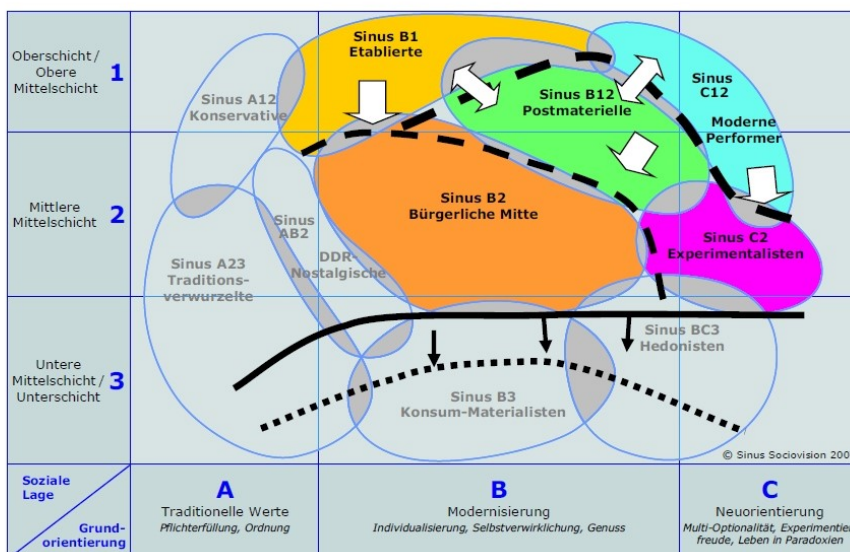 Oberschicht /
Obere
Mittelschicht
1
Sinus B1
Etablierte
Sinus A12
Konservative
Sinus B12
Postmaterielle
Sinus
C12
Moderne
Performer
Mittlere
Mittelschicht
2
Sinus
AB2
DDR-
Nostalgische
Sinus A23
Traditions-
verwurzelte
Sinus B2
Bürgerliche Mitte
Sinus C2
Experimentalisten
Untere
Mittelschicht /
Unterschicht
3
Sinus B3
Konsum-Materialisten
Sinus BC3
Hedonisten
© Sinus Sociovision
Soziale
Lage
Grund-
orientierung
A
Traditionelle Werte
Pflichterfüllung, Ordnung
B
Modernisierung
Individualisierung, Selbstverwirklichung, Genuss
C
Neuorientierung
Multi-Optionalität, Experimentier
freude, Leben in Paradoxien